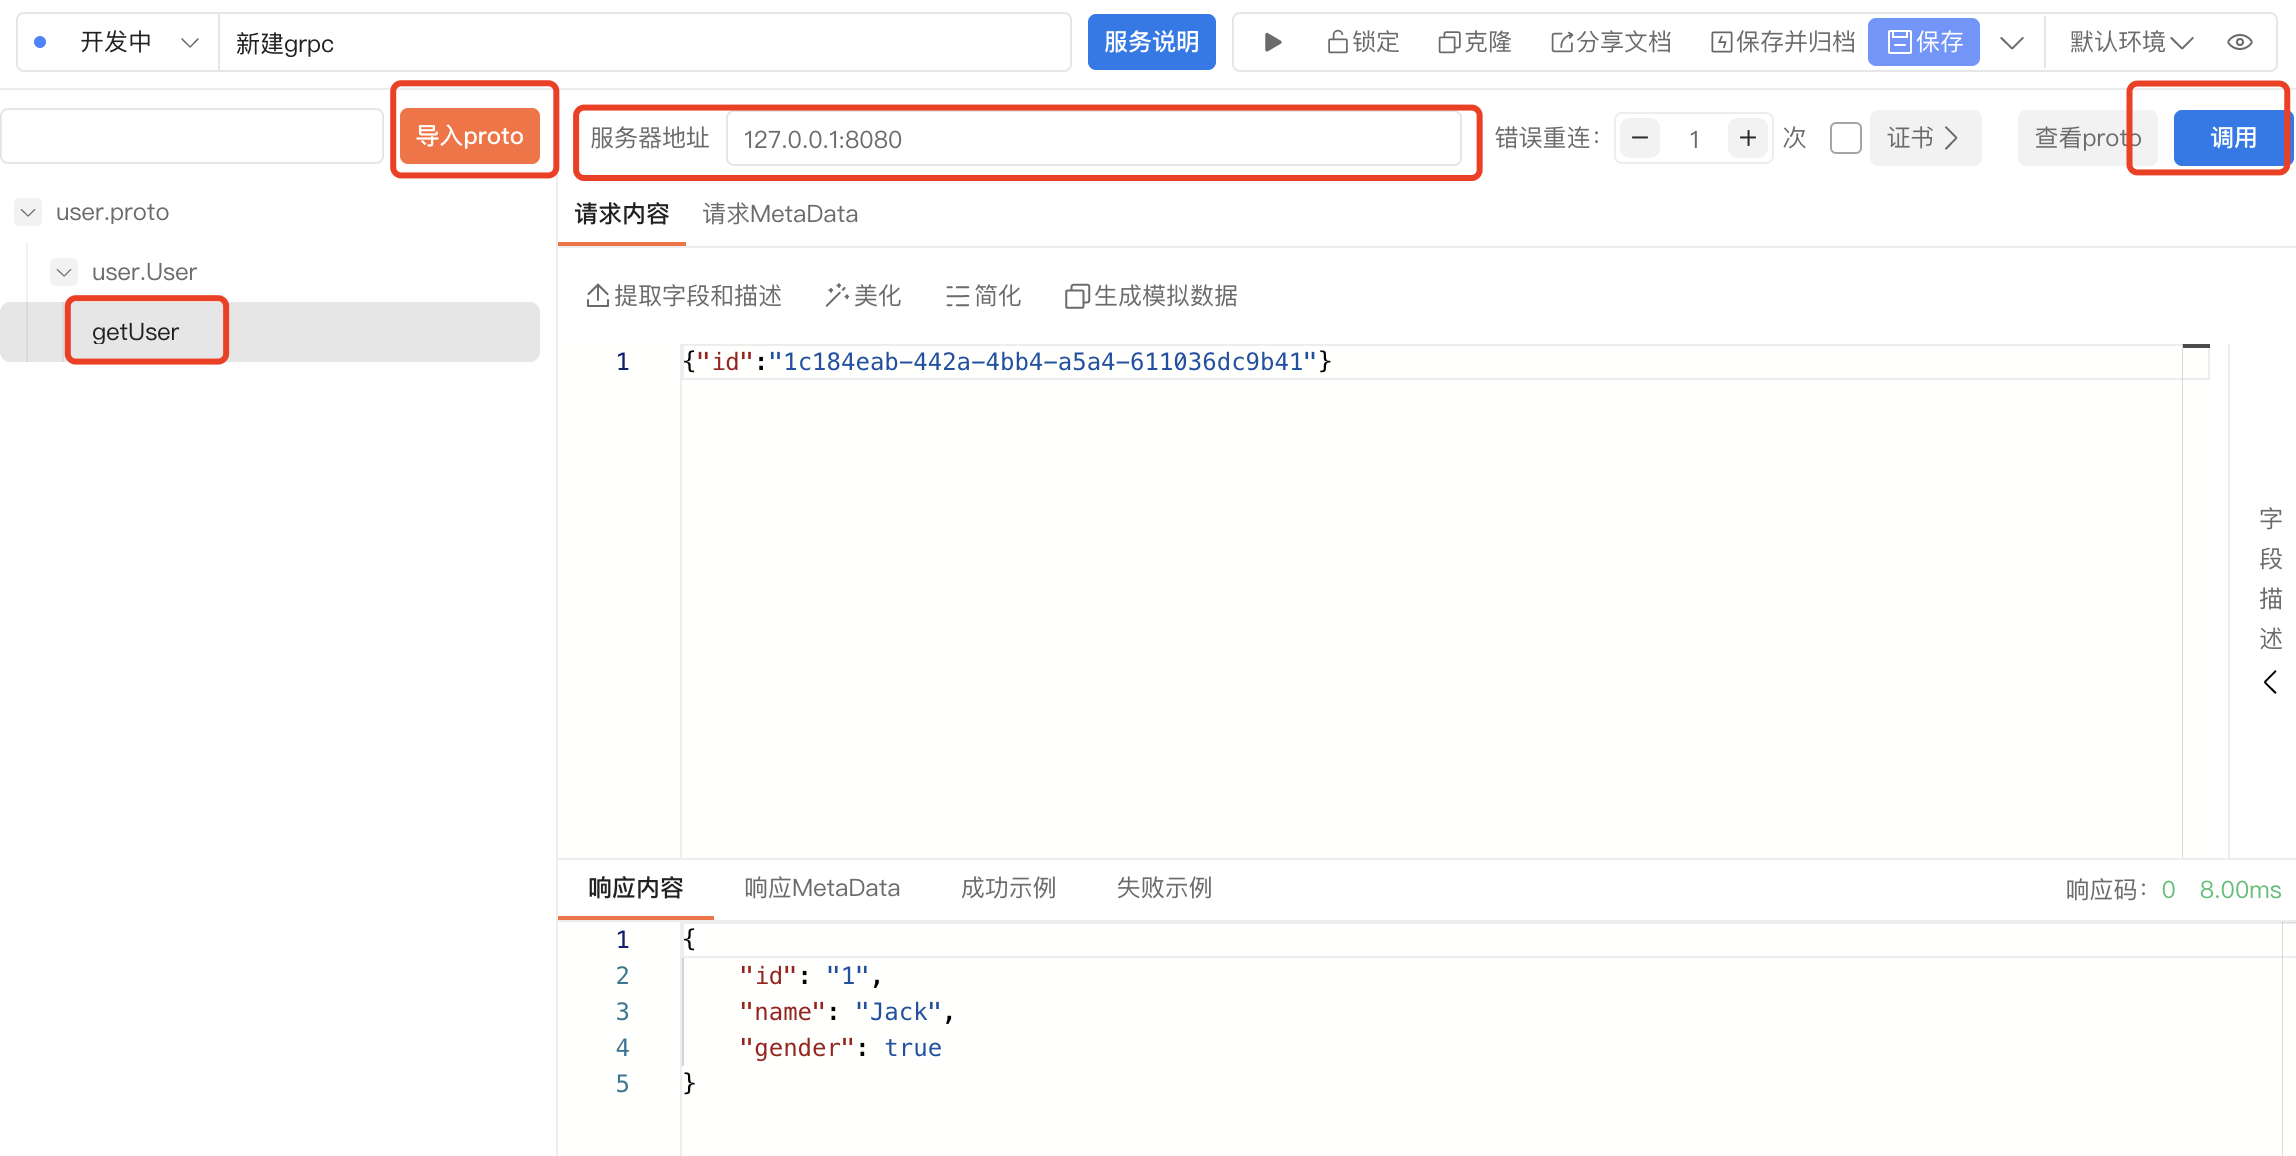 开发中 新建grpc 服务说明 锁定 克隆 分享文档 保存并归档 保存 默认环境
导入proto 服务器地址 127.0.0.1:8080 错误重连： − 1 + 次 证书 查看proto 调用
user.proto
user.User
getUser
请求内容 请求MetaData
提取字段和描述 美化 简化 生成模拟数据
1 {"id":"1c184eab-442a-4bb4-a5a4-611036dc9b41"}
字
段
描
述
响应内容 响应MetaData 成功示例 失败示例 响应码： 0 8.00ms
1 {
2 "id": "1",
3 "name": "Jack",
4 "gender": true
5 }